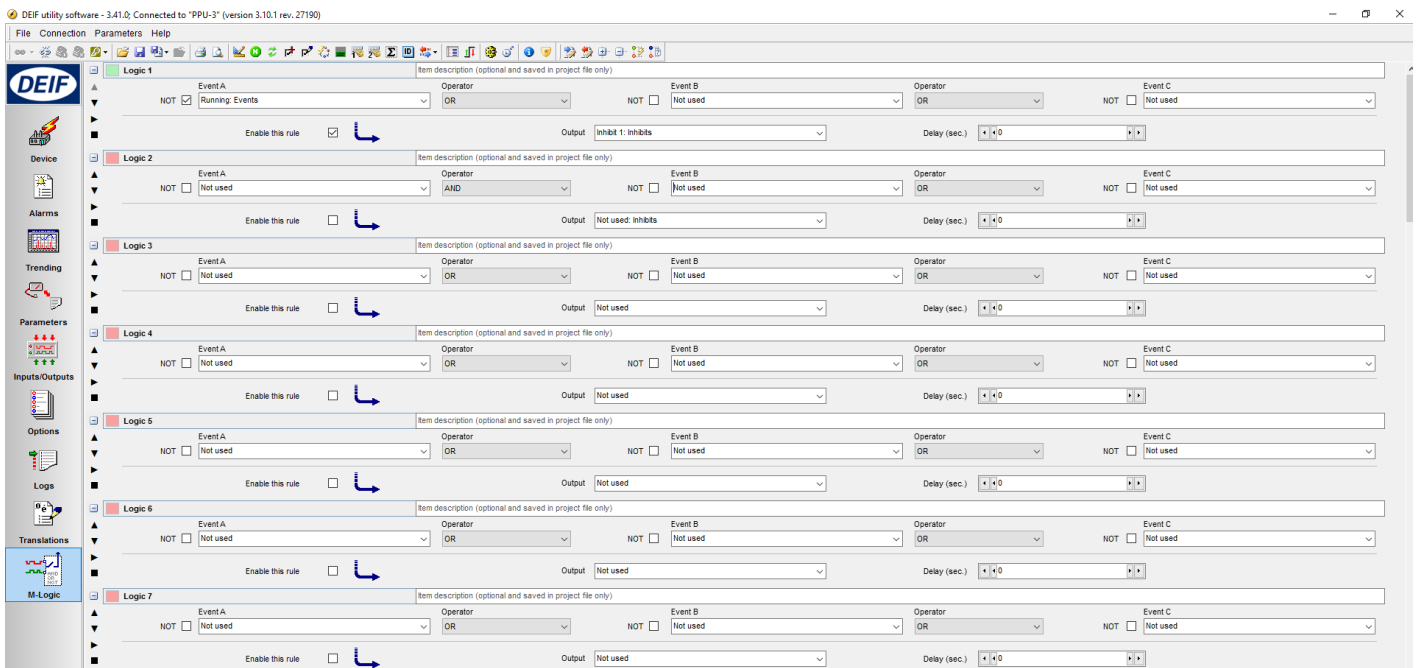 DEIF utility software - 3.41.0; Connected to "PPU-3" (version 3.10.1 rev. 27190)
File Connection Parameters Help
DEIF
Device
Alarms
Trending
Parameters
Inputs/Outputs
Options
Logs
Translations
M-Logic
Logic 1 Item description (optional and saved in project file only)
Event A Operator Event B Operator Event C
NOT Running: Events OR NOT Not used OR NOT Not used
Enable this rule Output Inhibit 1: Inhibits Delay (sec.) 0
Logic 2 Item description (optional and saved in project file only)
Event A Operator Event B Operator Event C
NOT Not used AND NOT Not used OR NOT Not used
Enable this rule Output Not used: Inhibits Delay (sec.) 0
Logic 3 Item description (optional and saved in project file only)
Event A Operator Event B Operator Event C
NOT Not used OR NOT Not used OR NOT Not used
Enable this rule Output Not used Delay (sec.) 0
Logic 4 Item description (optional and saved in project file only)
Event A Operator Event B Operator Event C
NOT Not used OR NOT Not used OR NOT Not used
Enable this rule Output Not used Delay (sec.) 0
Logic 5 Item description (optional and saved in project file only)
Event A Operator Event B Operator Event C
NOT Not used OR NOT Not used OR NOT Not used
Enable this rule Output Not used Delay (sec.) 0
Logic 6 Item description (optional and saved in project file only)
Event A Operator Event B Operator Event C
NOT Not used OR NOT Not used OR NOT Not used
Enable this rule Output Not used Delay (sec.) 0
Logic 7 Item description (optional and saved in project file only)
Event A Operator Event B Operator Event C
NOT Not used OR NOT Not used OR NOT Not used
Enable this rule Output Not used Delay (sec.) 0